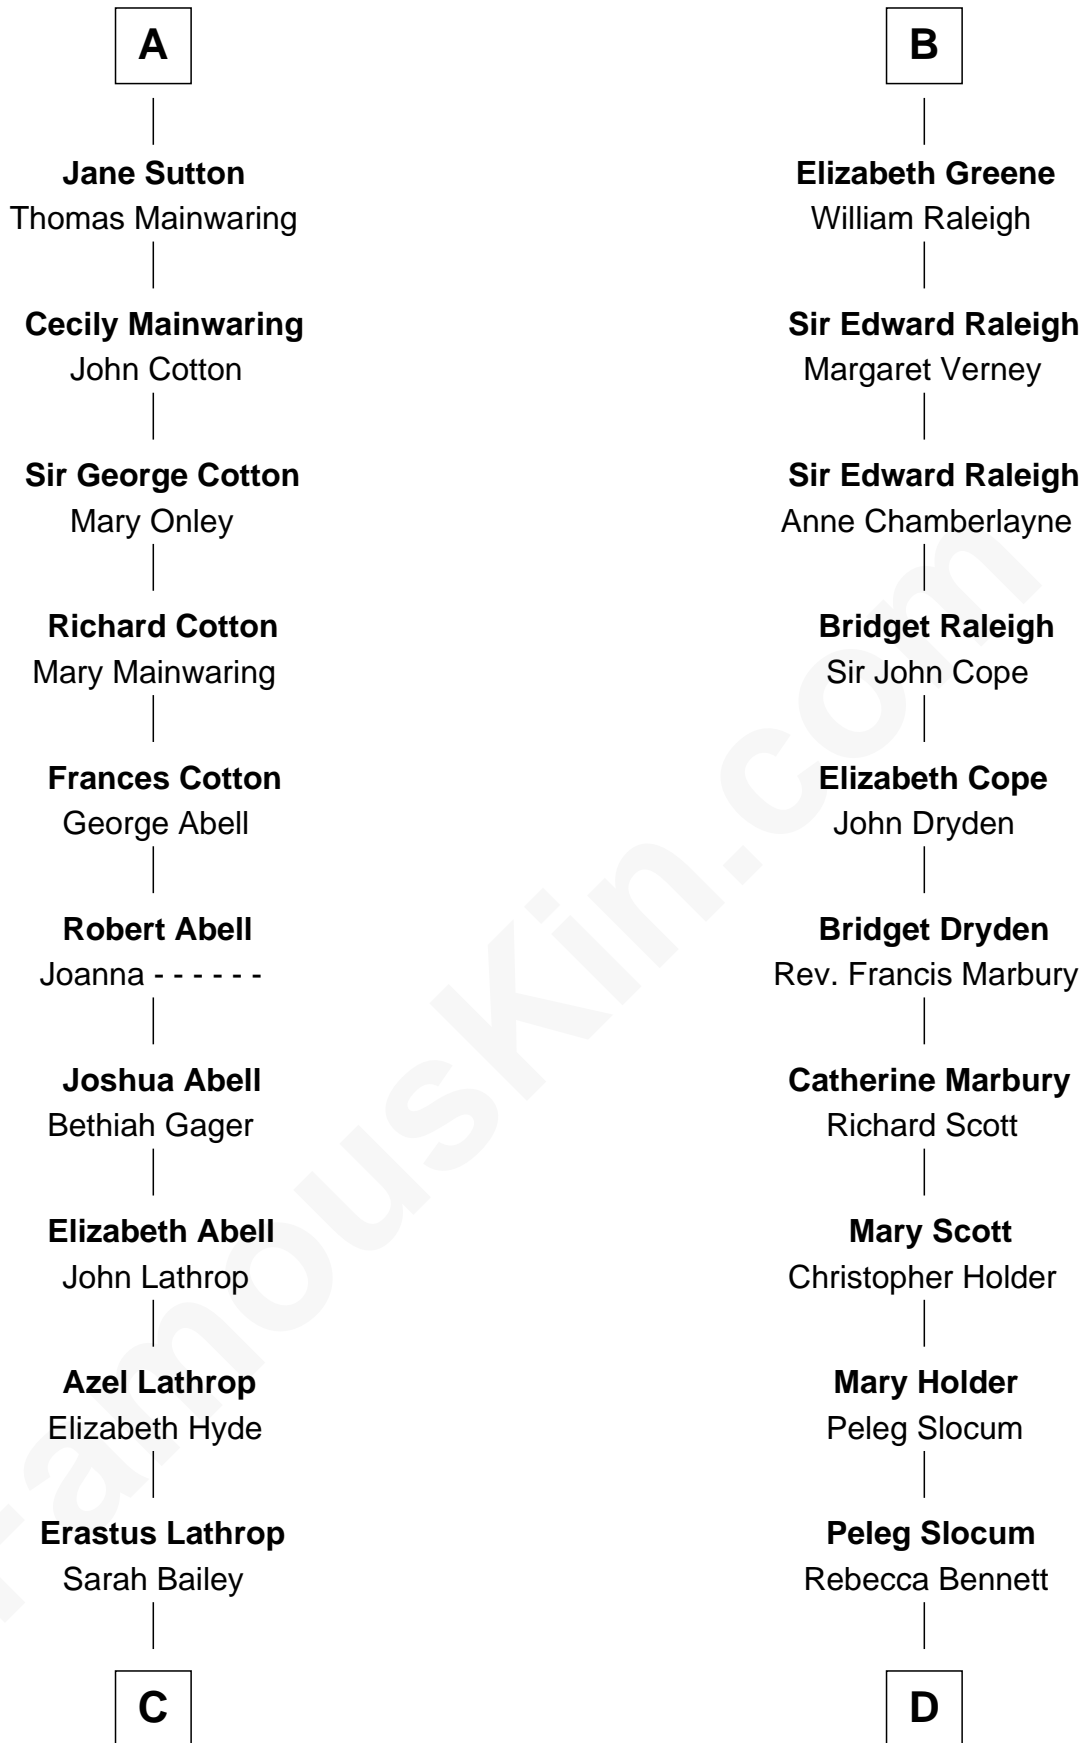 A
Jane Sutton
Thomas Mainwaring
Cecily Mainwaring
John Cotton
Sir George Cotton
Mary Onley
Richard Cotton
Mary Mainwaring
Frances Cotton
George Abell
Robert Abell
Joanna - - - - - -
Joshua Abell
Bethiah Gager
Elizabeth Abell
John Lathrop
Azel Lathrop
Elizabeth Hyde
Erastus Lathrop
Sarah Bailey
C
B
Elizabeth Greene
William Raleigh
Sir Edward Raleigh
Margaret Verney
Sir Edward Raleigh
Anne Chamberlayne
Bridget Raleigh
Sir John Cope
Elizabeth Cope
John Dryden
Bridget Dryden
Rev. Francis Marbury
Catherine Marbury
Richard Scott
Mary Scott
Christopher Holder
Mary Holder
Peleg Slocum
Peleg Slocum
Rebecca Bennett
D
FamousKin.com